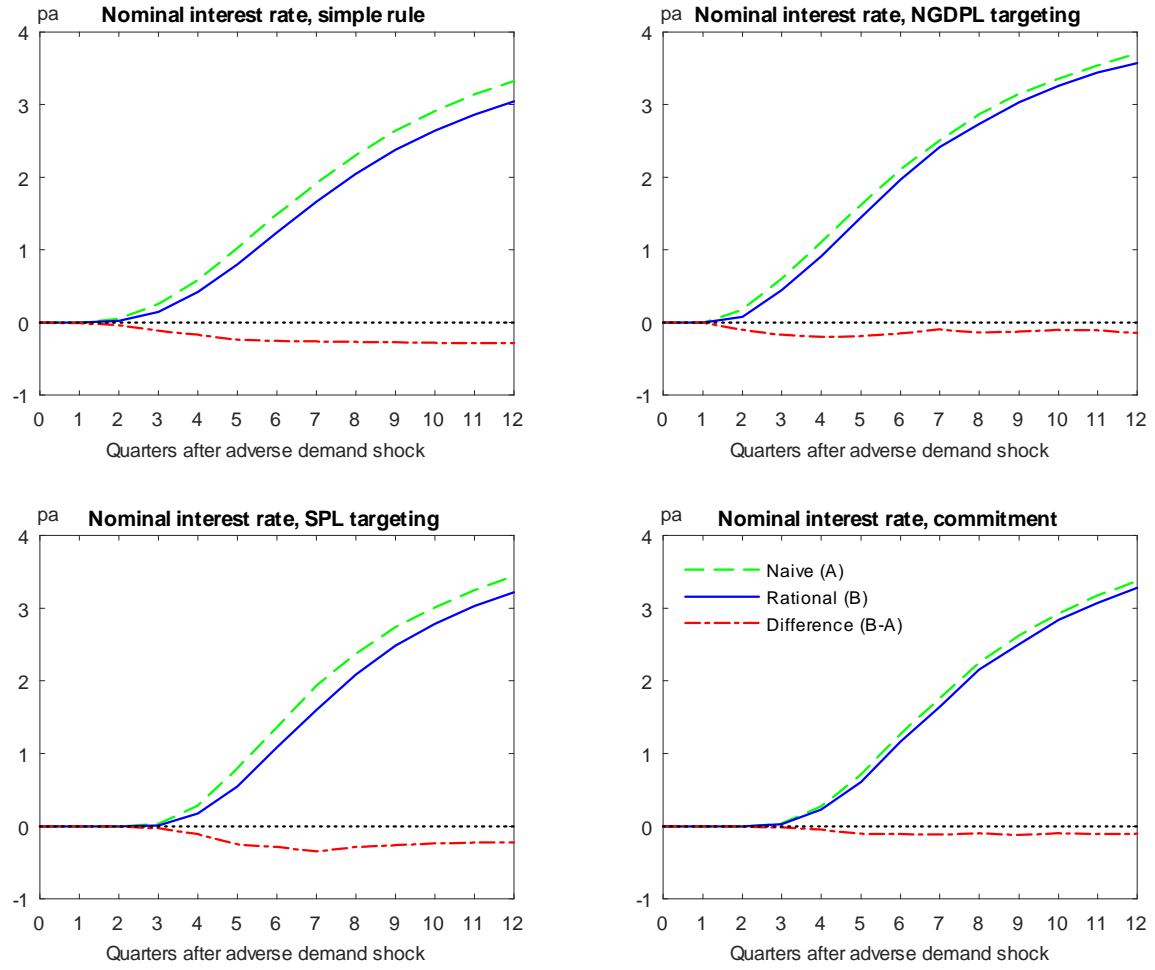 pa
Nominal interest rate, simple rule
4
3
2
1
0
-1
0 1 2 3 4 5 6 7 8 9 10 11 12
Quarters after adverse demand shock
pa
Nominal interest rate, NGDPL targeting
4
3
2
1
0
-1
0 1 2 3 4 5 6 7 8 9 10 11 12
Quarters after adverse demand shock
pa
Nominal interest rate, SPL targeting
4
3
2
1
0
-1
0 1 2 3 4 5 6 7 8 9 10 11 12
Quarters after adverse demand shock
pa
Nominal interest rate, commitment
4
3
2
1
0
-1
Naive (A)
Rational (B)
Difference (B-A)
0 1 2 3 4 5 6 7 8 9 10 11 12
Quarters after adverse demand shock